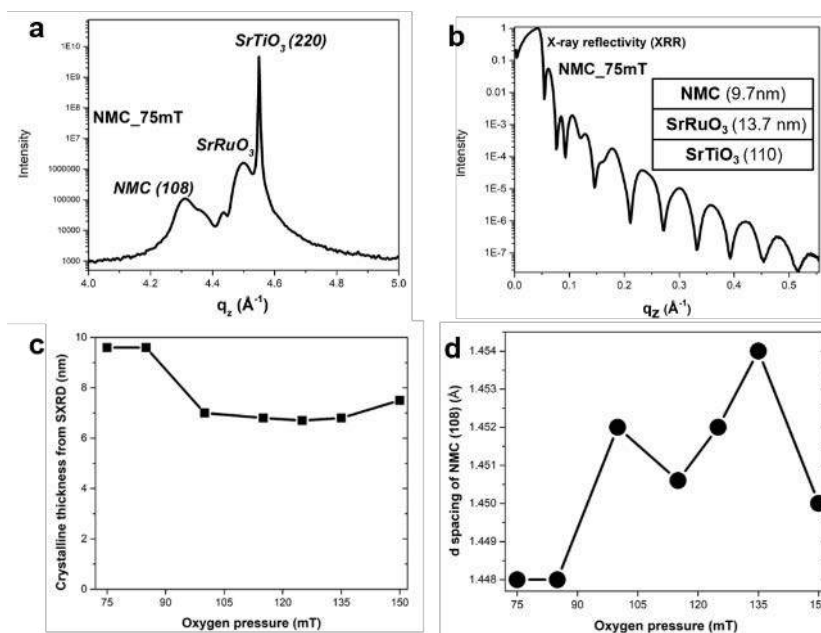 a
SrTiO3 (220)
1E10
1E9
1E8
1E7
1000000
100000
10000
1000
NMC_75mT
SrRuO3
NMC (108)
Intensity
4.0 4.2 4.4 4.6 4.8 5.0
qz (Å-1)
b
X-ray reflectivity (XRR)
NMC_75mT
NMC (9.7nm)
SrRuO3 (13.7 nm)
SrTiO3 (110)
1
0.1
0.01
1E-3
1E-4
1E-5
1E-6
1E-7
Intensity
0.0 0.1 0.2 0.3 0.4 0.5
qz (Å-1)
c
Crystalline thickness from SXRD (nm)
10
8
6
4
2
0
75 90 105 120 135 150
Oxygen pressure (mT)
d
d spacing of NMC (108) (Å)
1.454
1.453
1.452
1.451
1.450
1.449
1.448
75 90 105 120 135 150
Oxygen pressure (mT)